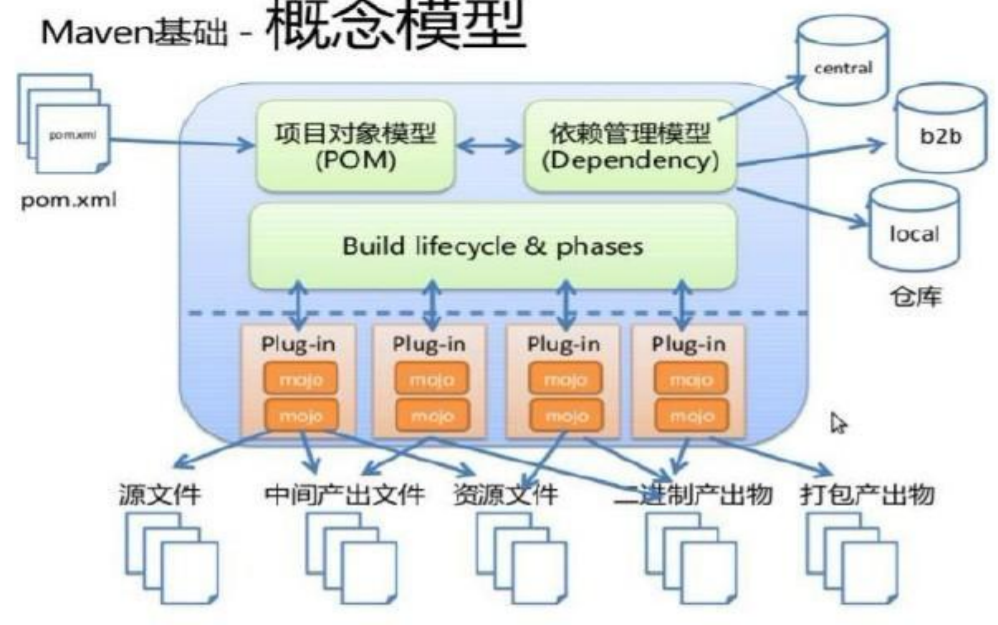 Maven基础 - 概念模型
central
pom.xml
项目对象模型
(POM)
依赖管理模型
(Dependency)
b2b
pom.xml
Build lifecycle & phases
local
仓库
Plug-in
mojo
mojo
Plug-in
mojo
mojo
Plug-in
mojo
mojo
Plug-in
mojo
mojo
源文件
中间产出文件
资源文件
二进制产出物
打包产出物